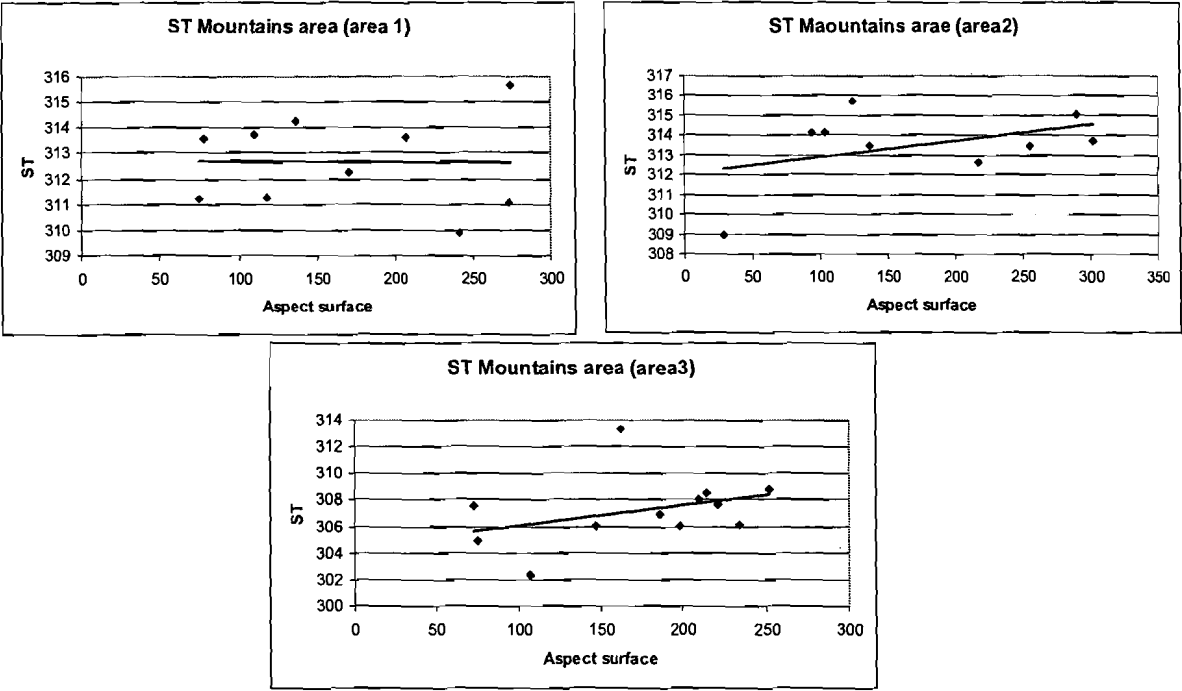 ST Mountains area (area 1)
316
315
314
313
312
311
310
309
ST
0 50 100 150 200 250 300
Aspect surface
ST Maountains arae (area2)
317
316
315
314
313
312
311
310
309
308
ST
0 50 100 150 200 250 300 350
Aspect surface
ST Mountains area (area3)
314
312
310
308
306
304
302
300
ST
0 50 100 150 200 250 300
Aspect surface